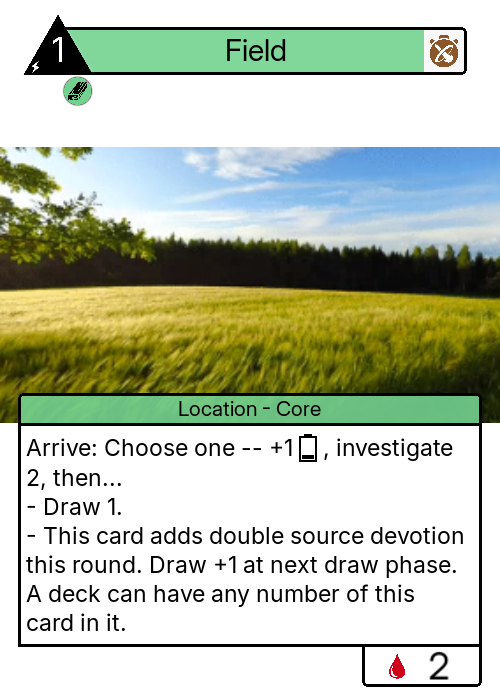 1
Field
Location - Core
Arrive: Choose one -- +1 , investigate
2, then...
- Draw 1.
- This card adds double source devotion
this round. Draw +1 at next draw phase.
A deck can have any number of this
card in it.
2